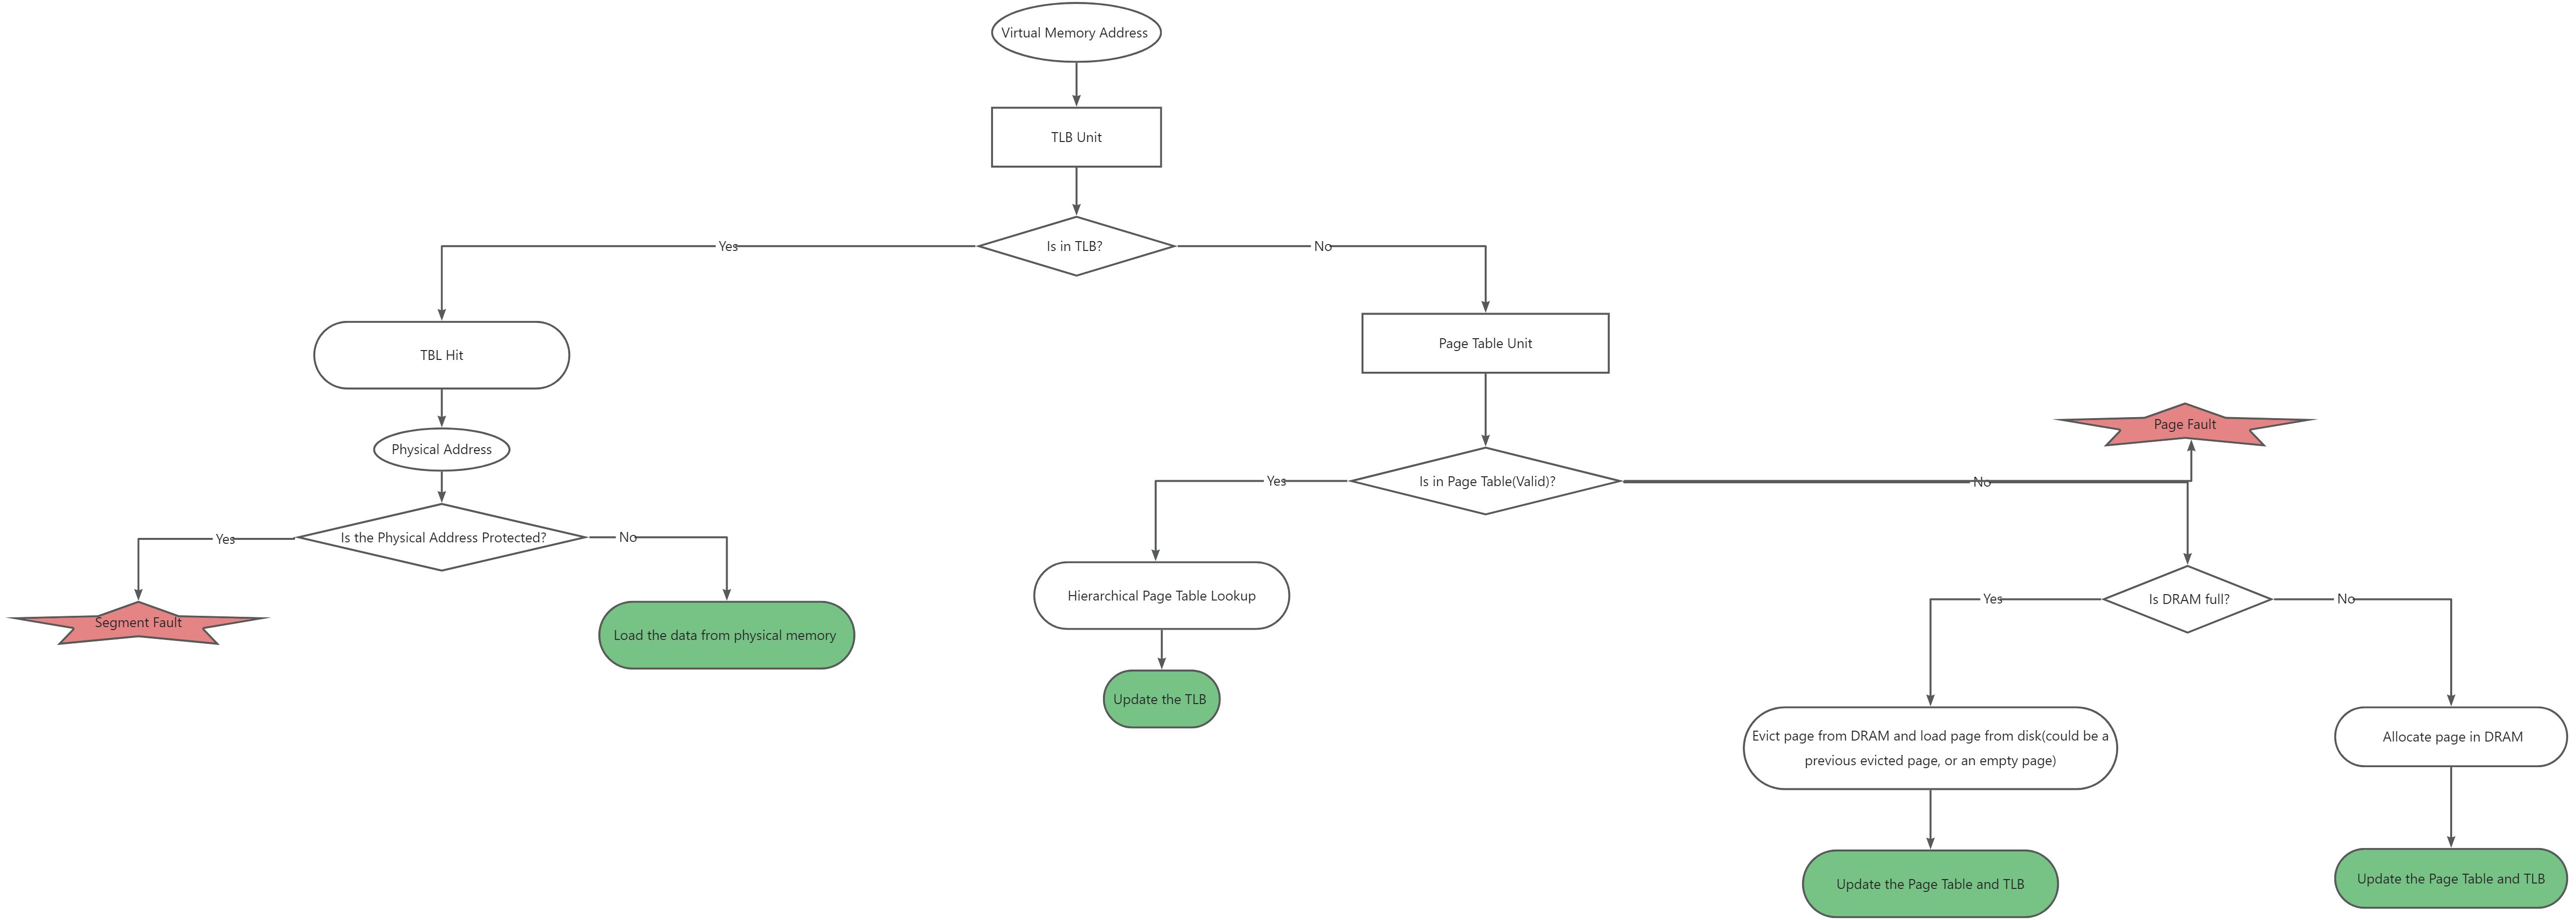 Virtual Memory Address
TLB Unit
Is in TLB?
Yes
No
TBL Hit
Page Table Unit
Physical Address
Page Fault
Is in Page Table(Valid)?
Yes
No
Is the Physical Address Protected?
Yes
No
Hierarchical Page Table Lookup
Is DRAM full?
Yes
No
Segment Fault
Load the data from physical memory
Update the TLB
Evict page from DRAM and load page from disk(could be a
previous evicted page, or an empty page)
Allocate page in DRAM
Update the Page Table and TLB
Update the Page Table and TLB